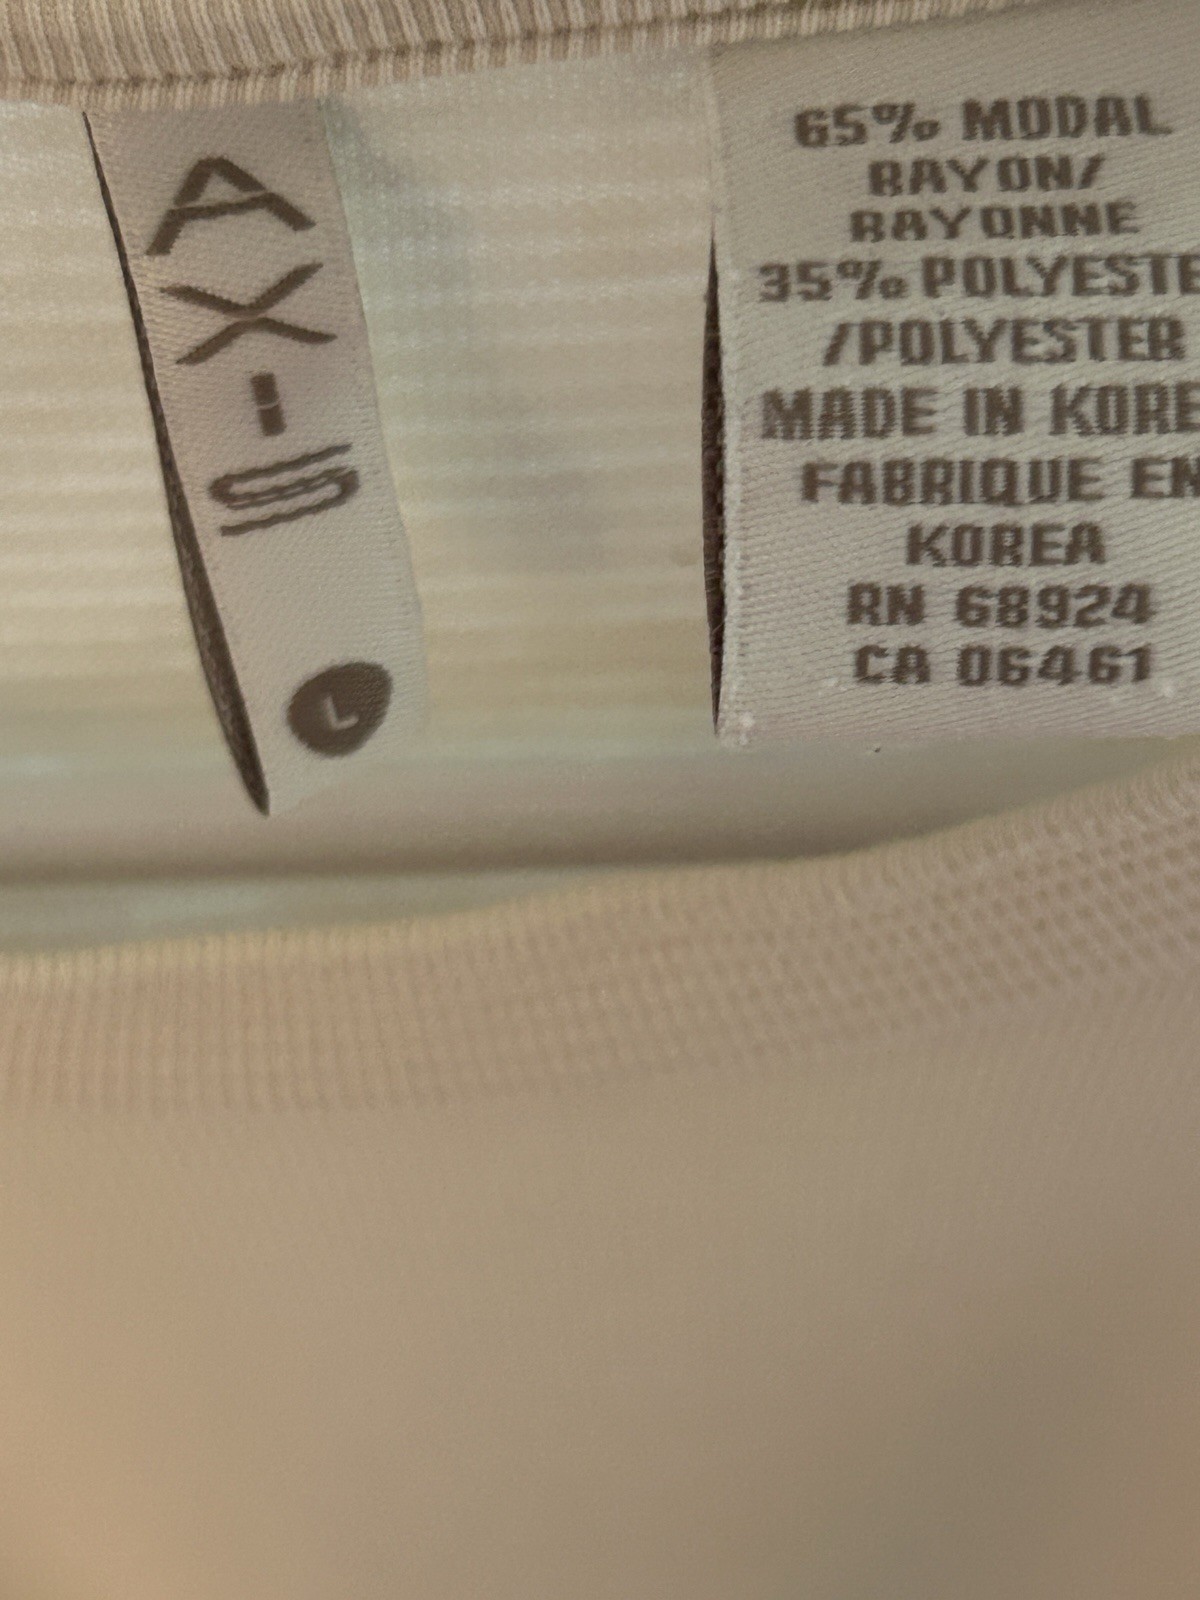 AXIS
L
65% MODAL
RAYON/
RAYONNE
35% POLYESTE
/POLYESTER
MADE IN KORE
FABRIQUE EN
KOREA
RN 68924
CA 06461